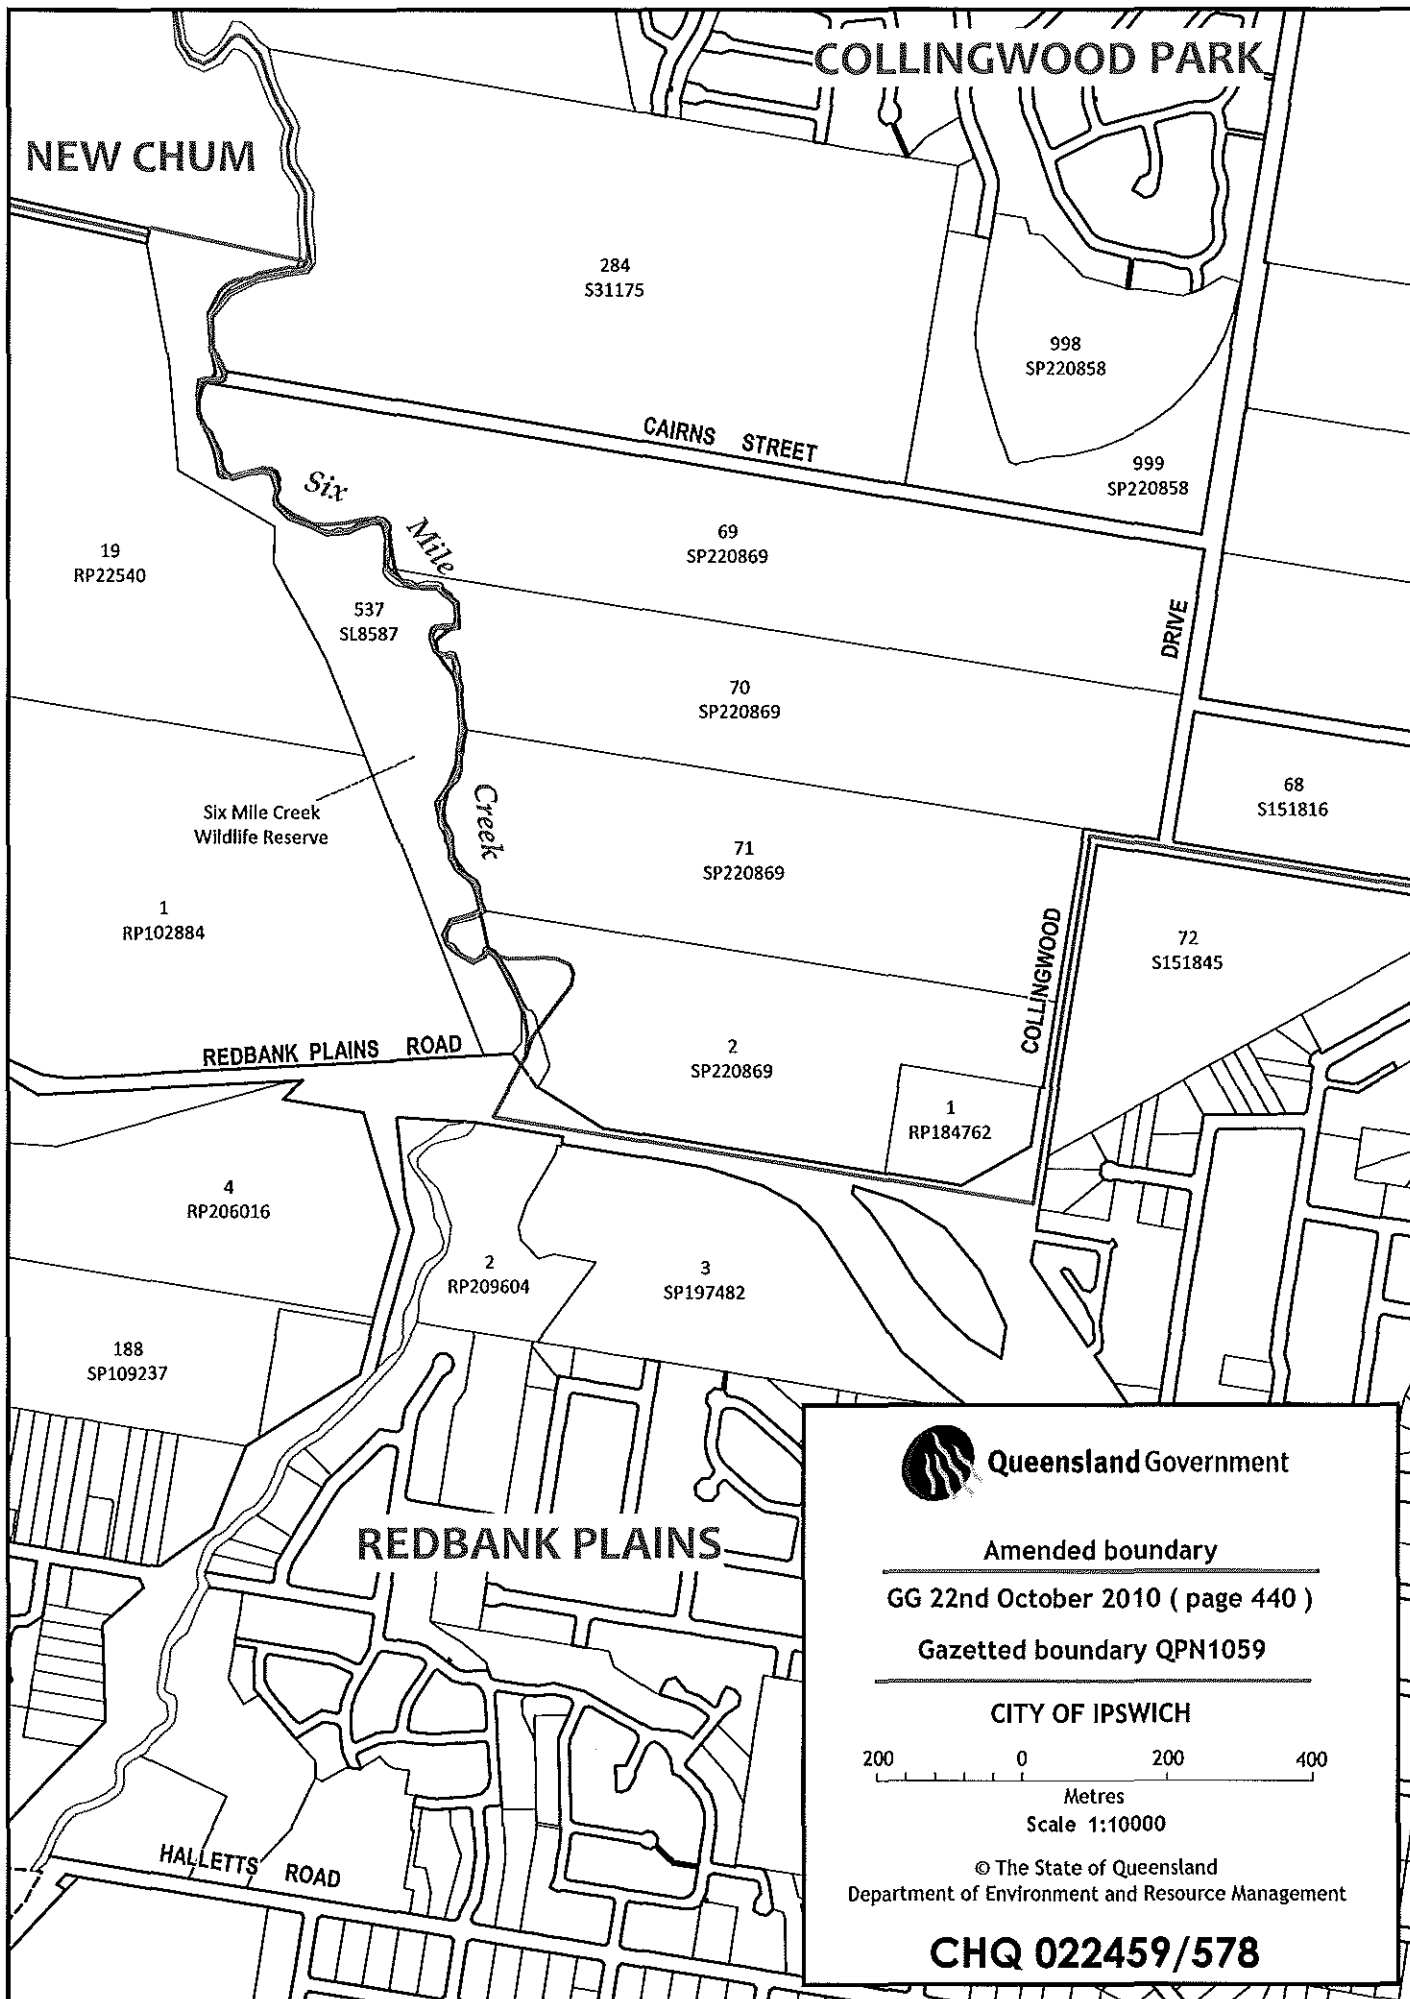 COLLINGWOOD PARK
NEW CHUM
284
S31175
998
SP220858
CAIRNS STREET
999
SP220858
Six
Mile
Creek
69
SP220869
19
RP22540
537
SL8587
DRIVE
70
SP220869
68
S151816
Six Mile Creek
Wildlife Reserve
71
SP220869
1
RP102884
COLLINGWOOD
72
S151845
REDBANK PLAINS ROAD
2
SP220869
1
RP184762
4
RP206016
2
RP209604
3
SP197482
188
SP109237
REDBANK PLAINS
HALLETTS ROAD
Queensland Government
Amended boundary
GG 22nd October 2010 ( page 440 )
Gazetted boundary QPN1059
CITY OF IPSWICH
200 0 200 400
Metres
Scale 1:10000
© The State of Queensland
Department of Environment and Resource Management
CHQ 022459/578